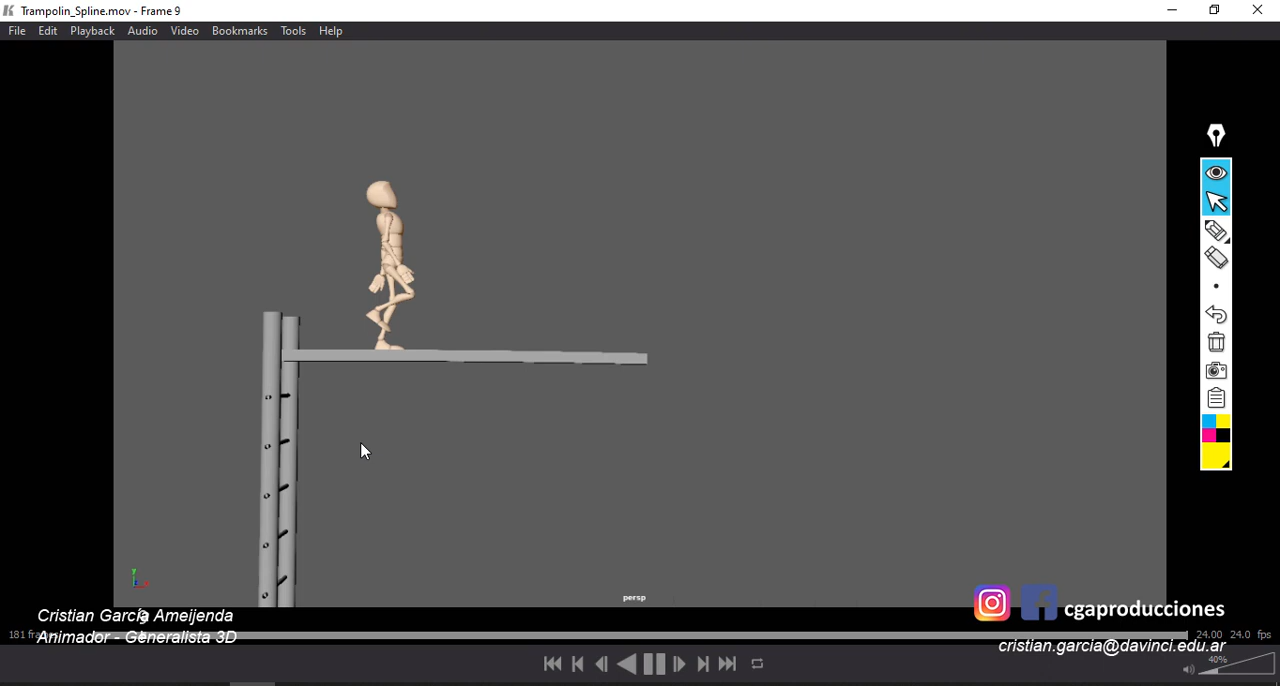 Trampolin_Spline.mov - Frame 9
File Edit Playback Audio Video Bookmarks Tools Help
persp
Cristian García Ameijenda
cgaproducciones
181 24.00 24.0 fps
Animador - Generalista 3D
cristian.garcia@davinci.edu.ar
40%